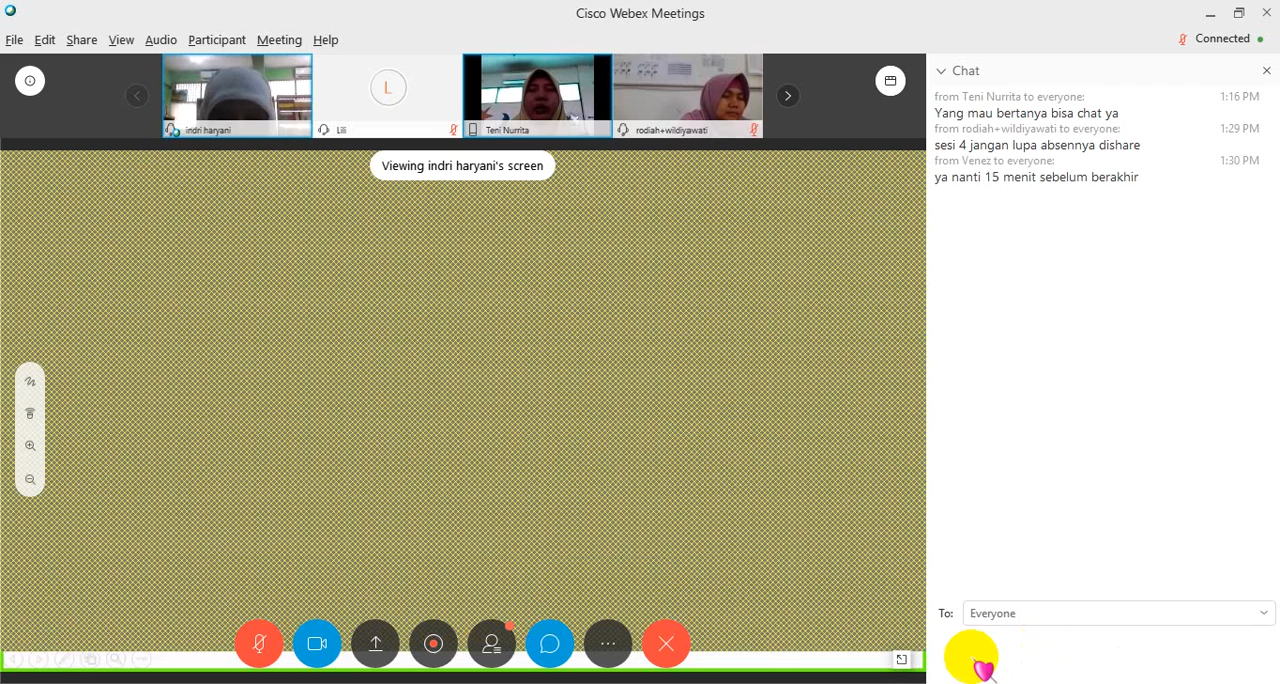 Cisco Webex Meetings
File Edit Share View Audio Participant Meeting Help
Connected
indri haryani
L
Lili
Teni Nurrita
rodiah+wildiyawati
Viewing indri haryani's screen
Chat
from Teni Nurrita to everyone: 1:16 PM
Yang mau bertanya bisa chat ya
from rodiah+wildiyawati to everyone: 1:29 PM
sesi 4 jangan lupa absennya dishare
from Venez to everyone: 1:30 PM
ya nanti 15 menit sebelum berakhir
To: Everyone